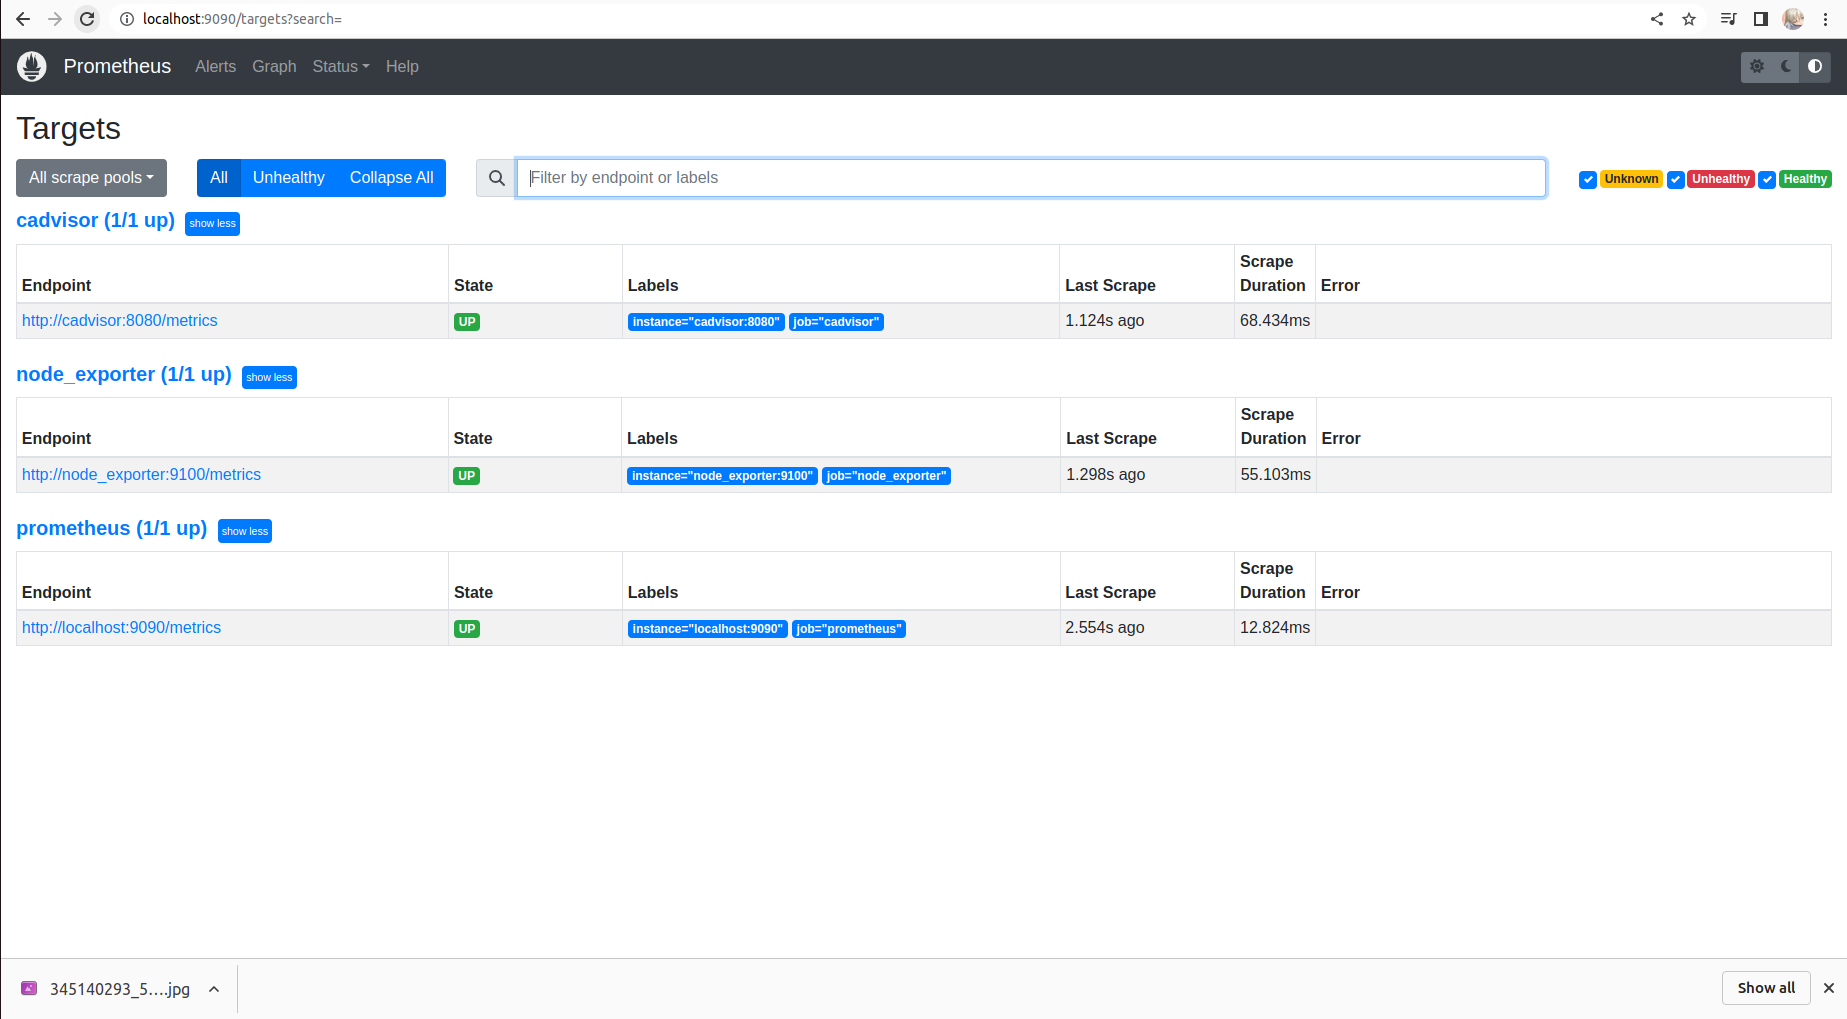 localhost:9090/targets?search=
Prometheus Alerts Graph Status Help
Targets
All scrape pools All Unhealthy Collapse All Filter by endpoint or labels Unknown Unhealthy Healthy
cadvisor (1/1 up) show less
Endpoint State Labels Last Scrape Scrape Duration Error
http://cadvisor:8080/metrics UP instance="cadvisor:8080" job="cadvisor" 1.124s ago 68.434ms
node_exporter (1/1 up) show less
Endpoint State Labels Last Scrape Scrape Duration Error
http://node_exporter:9100/metrics UP instance="node_exporter:9100" job="node_exporter" 1.298s ago 55.103ms
prometheus (1/1 up) show less
Endpoint State Labels Last Scrape Scrape Duration Error
http://localhost:9090/metrics UP instance="localhost:9090" job="prometheus" 2.554s ago 12.824ms
345140293_5....jpg Show all